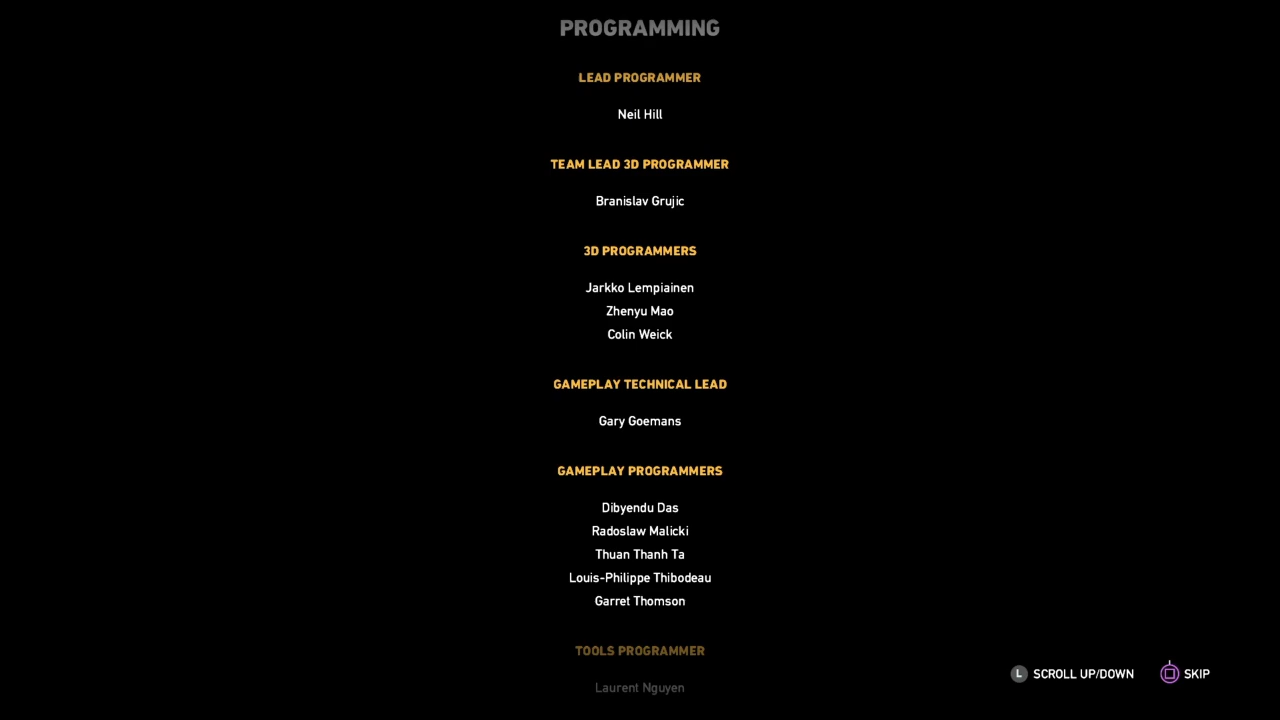 PROGRAMMING
LEAD PROGRAMMER
Neil Hill
TEAM LEAD 3D PROGRAMMER
Branislav Grujic
3D PROGRAMMERS
Jarkko Lempiainen
Zhenyu Mao
Colin Weick
GAMEPLAY TECHNICAL LEAD
Gary Goemans
GAMEPLAY PROGRAMMERS
Dibyendu Das
Radoslaw Malicki
Thuan Thanh Ta
Louis-Philippe Thibodeau
Garret Thomson
TOOLS PROGRAMMER
Laurent Nguyen
L SCROLL UP/DOWN SKIP